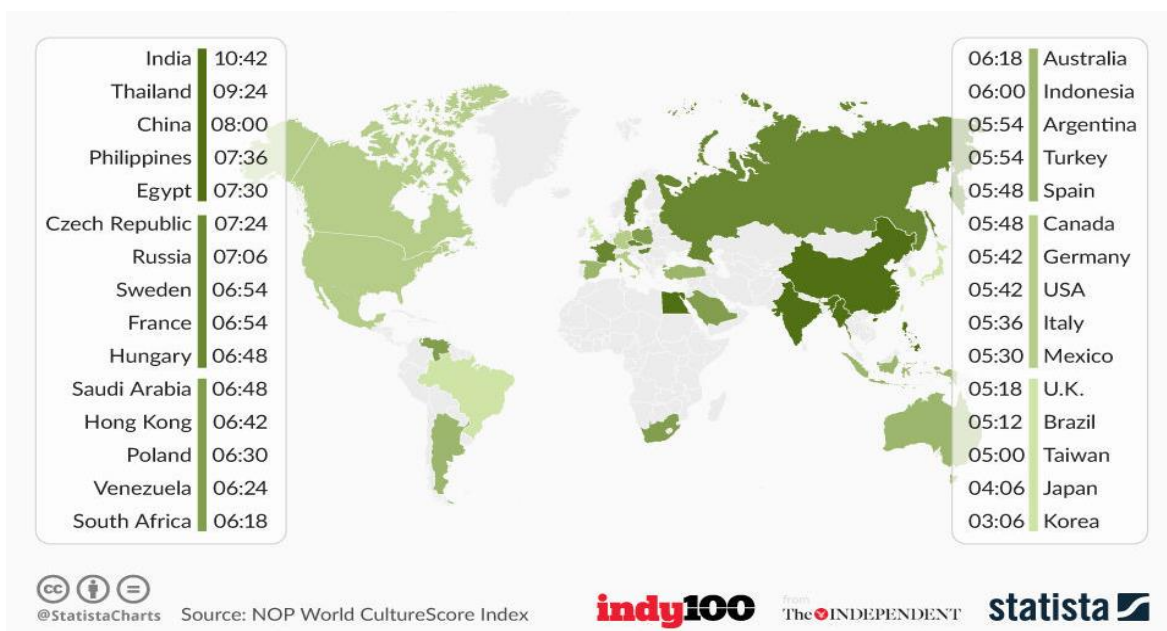 India 10:42
Thailand 09:24
China 08:00
Philippines 07:36
Egypt 07:30
Czech Republic 07:24
Russia 07:06
Sweden 06:54
France 06:54
Hungary 06:48
Saudi Arabia 06:48
Hong Kong 06:42
Poland 06:30
Venezuela 06:24
South Africa 06:18
06:18 Australia
06:00 Indonesia
05:54 Argentina
05:54 Turkey
05:48 Spain
05:48 Canada
05:42 Germany
05:42 USA
05:36 Italy
05:30 Mexico
05:18 U.K.
05:12 Brazil
05:00 Taiwan
04:06 Japan
03:06 Korea
cc
@StatistaCharts Source: NOP World CultureScore Index
indy100
from
The INDEPENDENT
statista